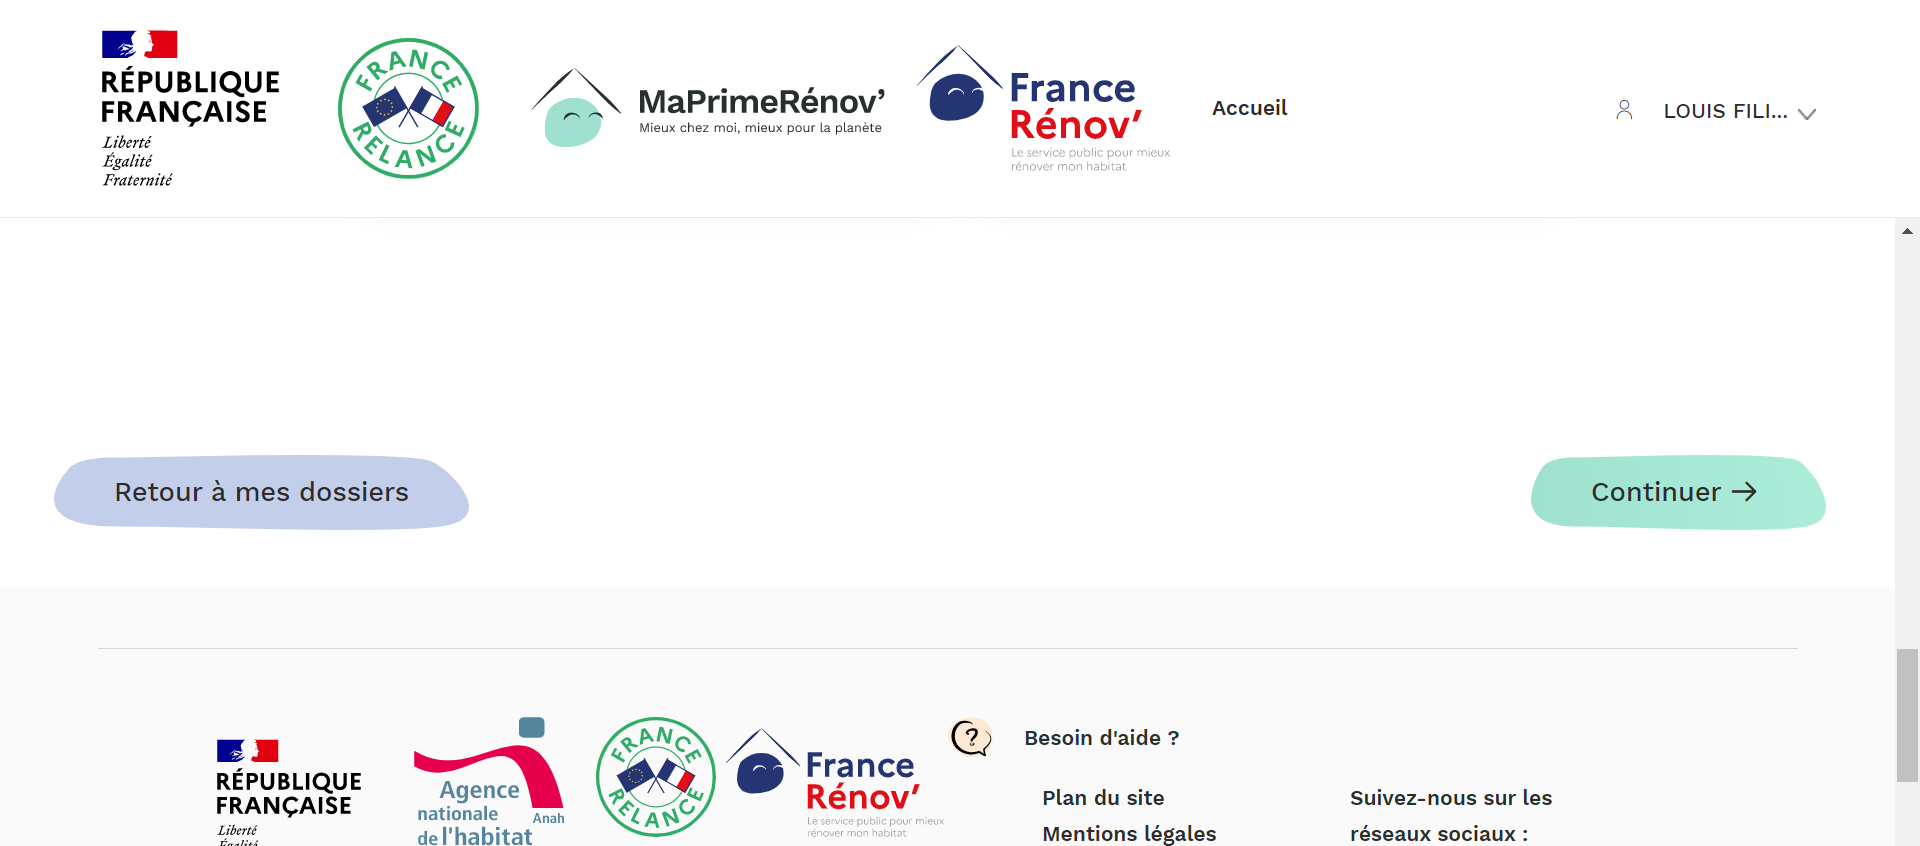 RÉPUBLIQUE
FRANÇAISE
Liberté
Égalité
Fraternité
FRANCE
RELANCE
MaPrimeRénov’
Mieux chez moi, mieux pour la planète
France
Rénov’
Le service public pour mieux
rénover mon habitat
Accueil
LOUIS FILI...
Retour à mes dossiers
Continuer →
RÉPUBLIQUE
FRANÇAISE
Liberté
Égalité
Agence
nationale
de l'habitat
Anah
FRANCE
RELANCE
France
Rénov’
Le service public pour mieux
rénover mon habitat
?
Besoin d'aide ?
Plan du site
Mentions légales
Suivez-nous sur les
réseaux sociaux :